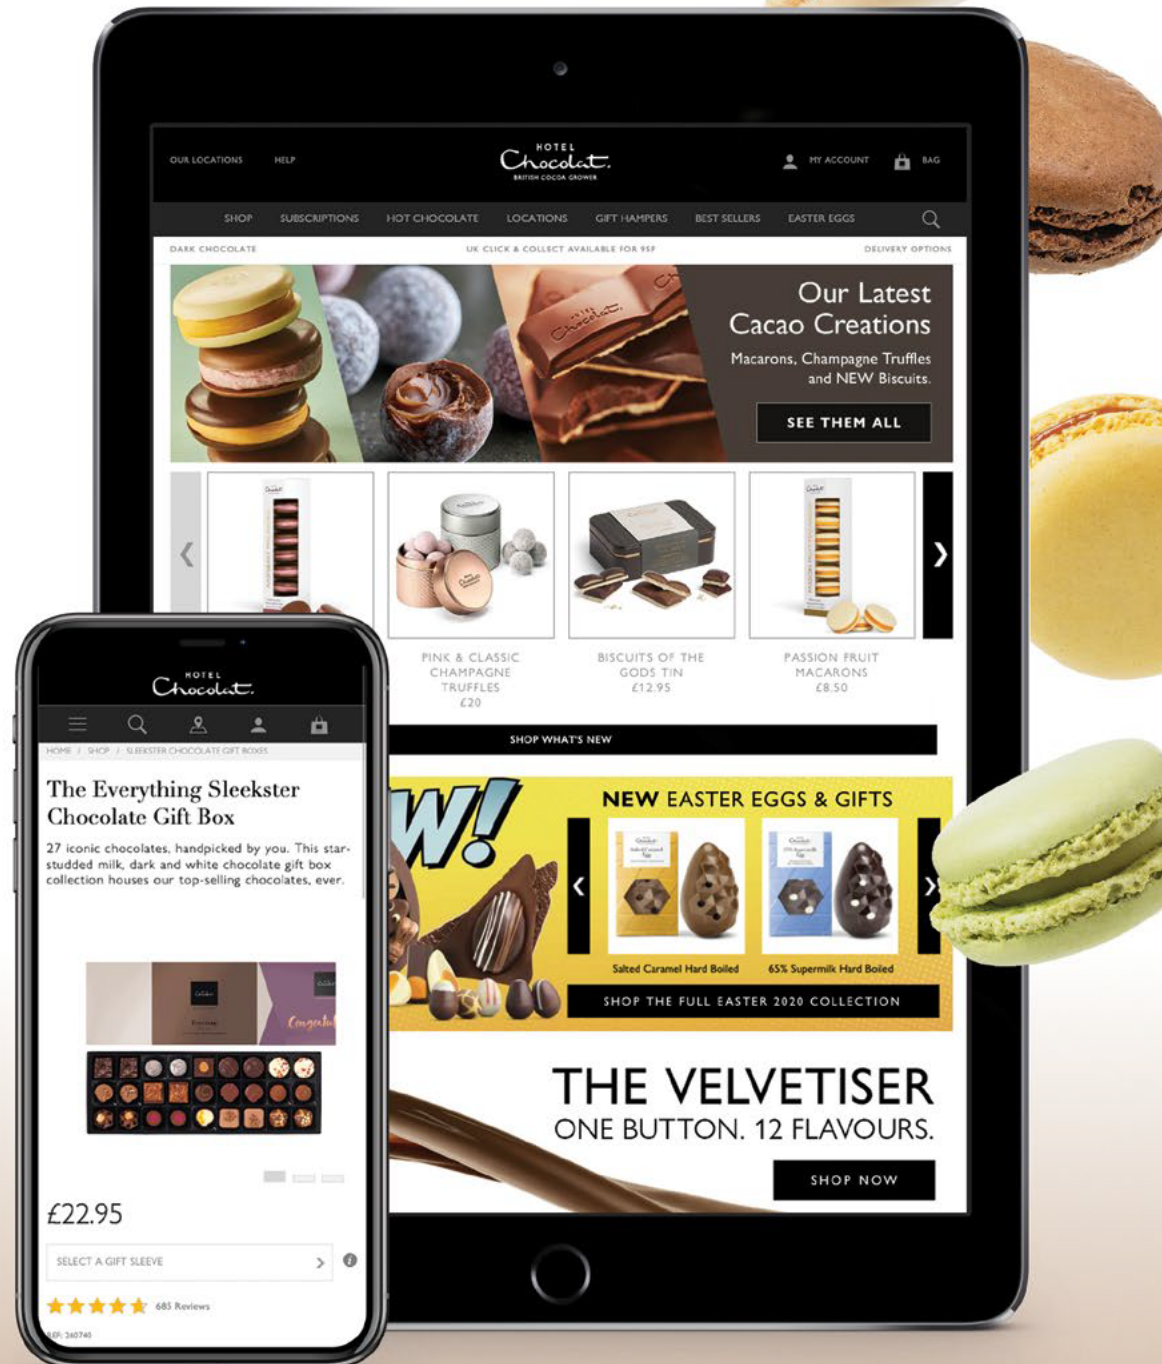 OUR LOCATIONS
HELP
HOTEL
Chocolat.
BRITISH COCOA GROWER
MY ACCOUNT
BAG
SHOP
SUBSCRIPTIONS
HOT CHOCOLATE
LOCATIONS
GIFT HAMPERS
BEST SELLERS
EASTER EGGS
DARK CHOCOLATE
UK CLICK & COLLECT AVAILABLE FOR 95P
DELIVERY OPTIONS
Our Latest
Cacao Creations
Macarons, Champagne Truffles
and NEW Biscuits.
SEE THEM ALL
PINK & CLASSIC
CHAMPAGNE
TRUFFLES
£20
BISCUITS OF THE
GODS TIN
£12.95
PASSION FRUIT
MACARONS
£8.50
SHOP WHAT'S NEW
W!
NEW EASTER EGGS & GIFTS
Salted Caramel Hard Boiled
65% Supermilk Hard Boiled
SHOP THE FULL EASTER 2020 COLLECTION
THE VELVETISER
ONE BUTTON. 12 FLAVOURS.
SHOP NOW
HOTEL
Chocolat.
HOME / SHOP / SLEEKSTER CHOCOLATE GIFT BOXES
The Everything Sleekster
Chocolate Gift Box
27 iconic chocolates, handpicked by you. This star-
studded milk, dark and white chocolate gift box
collection houses our top-selling chocolates, ever.
£22.95
SELECT A GIFT SLEEVE
685 Reviews
REF: 260740